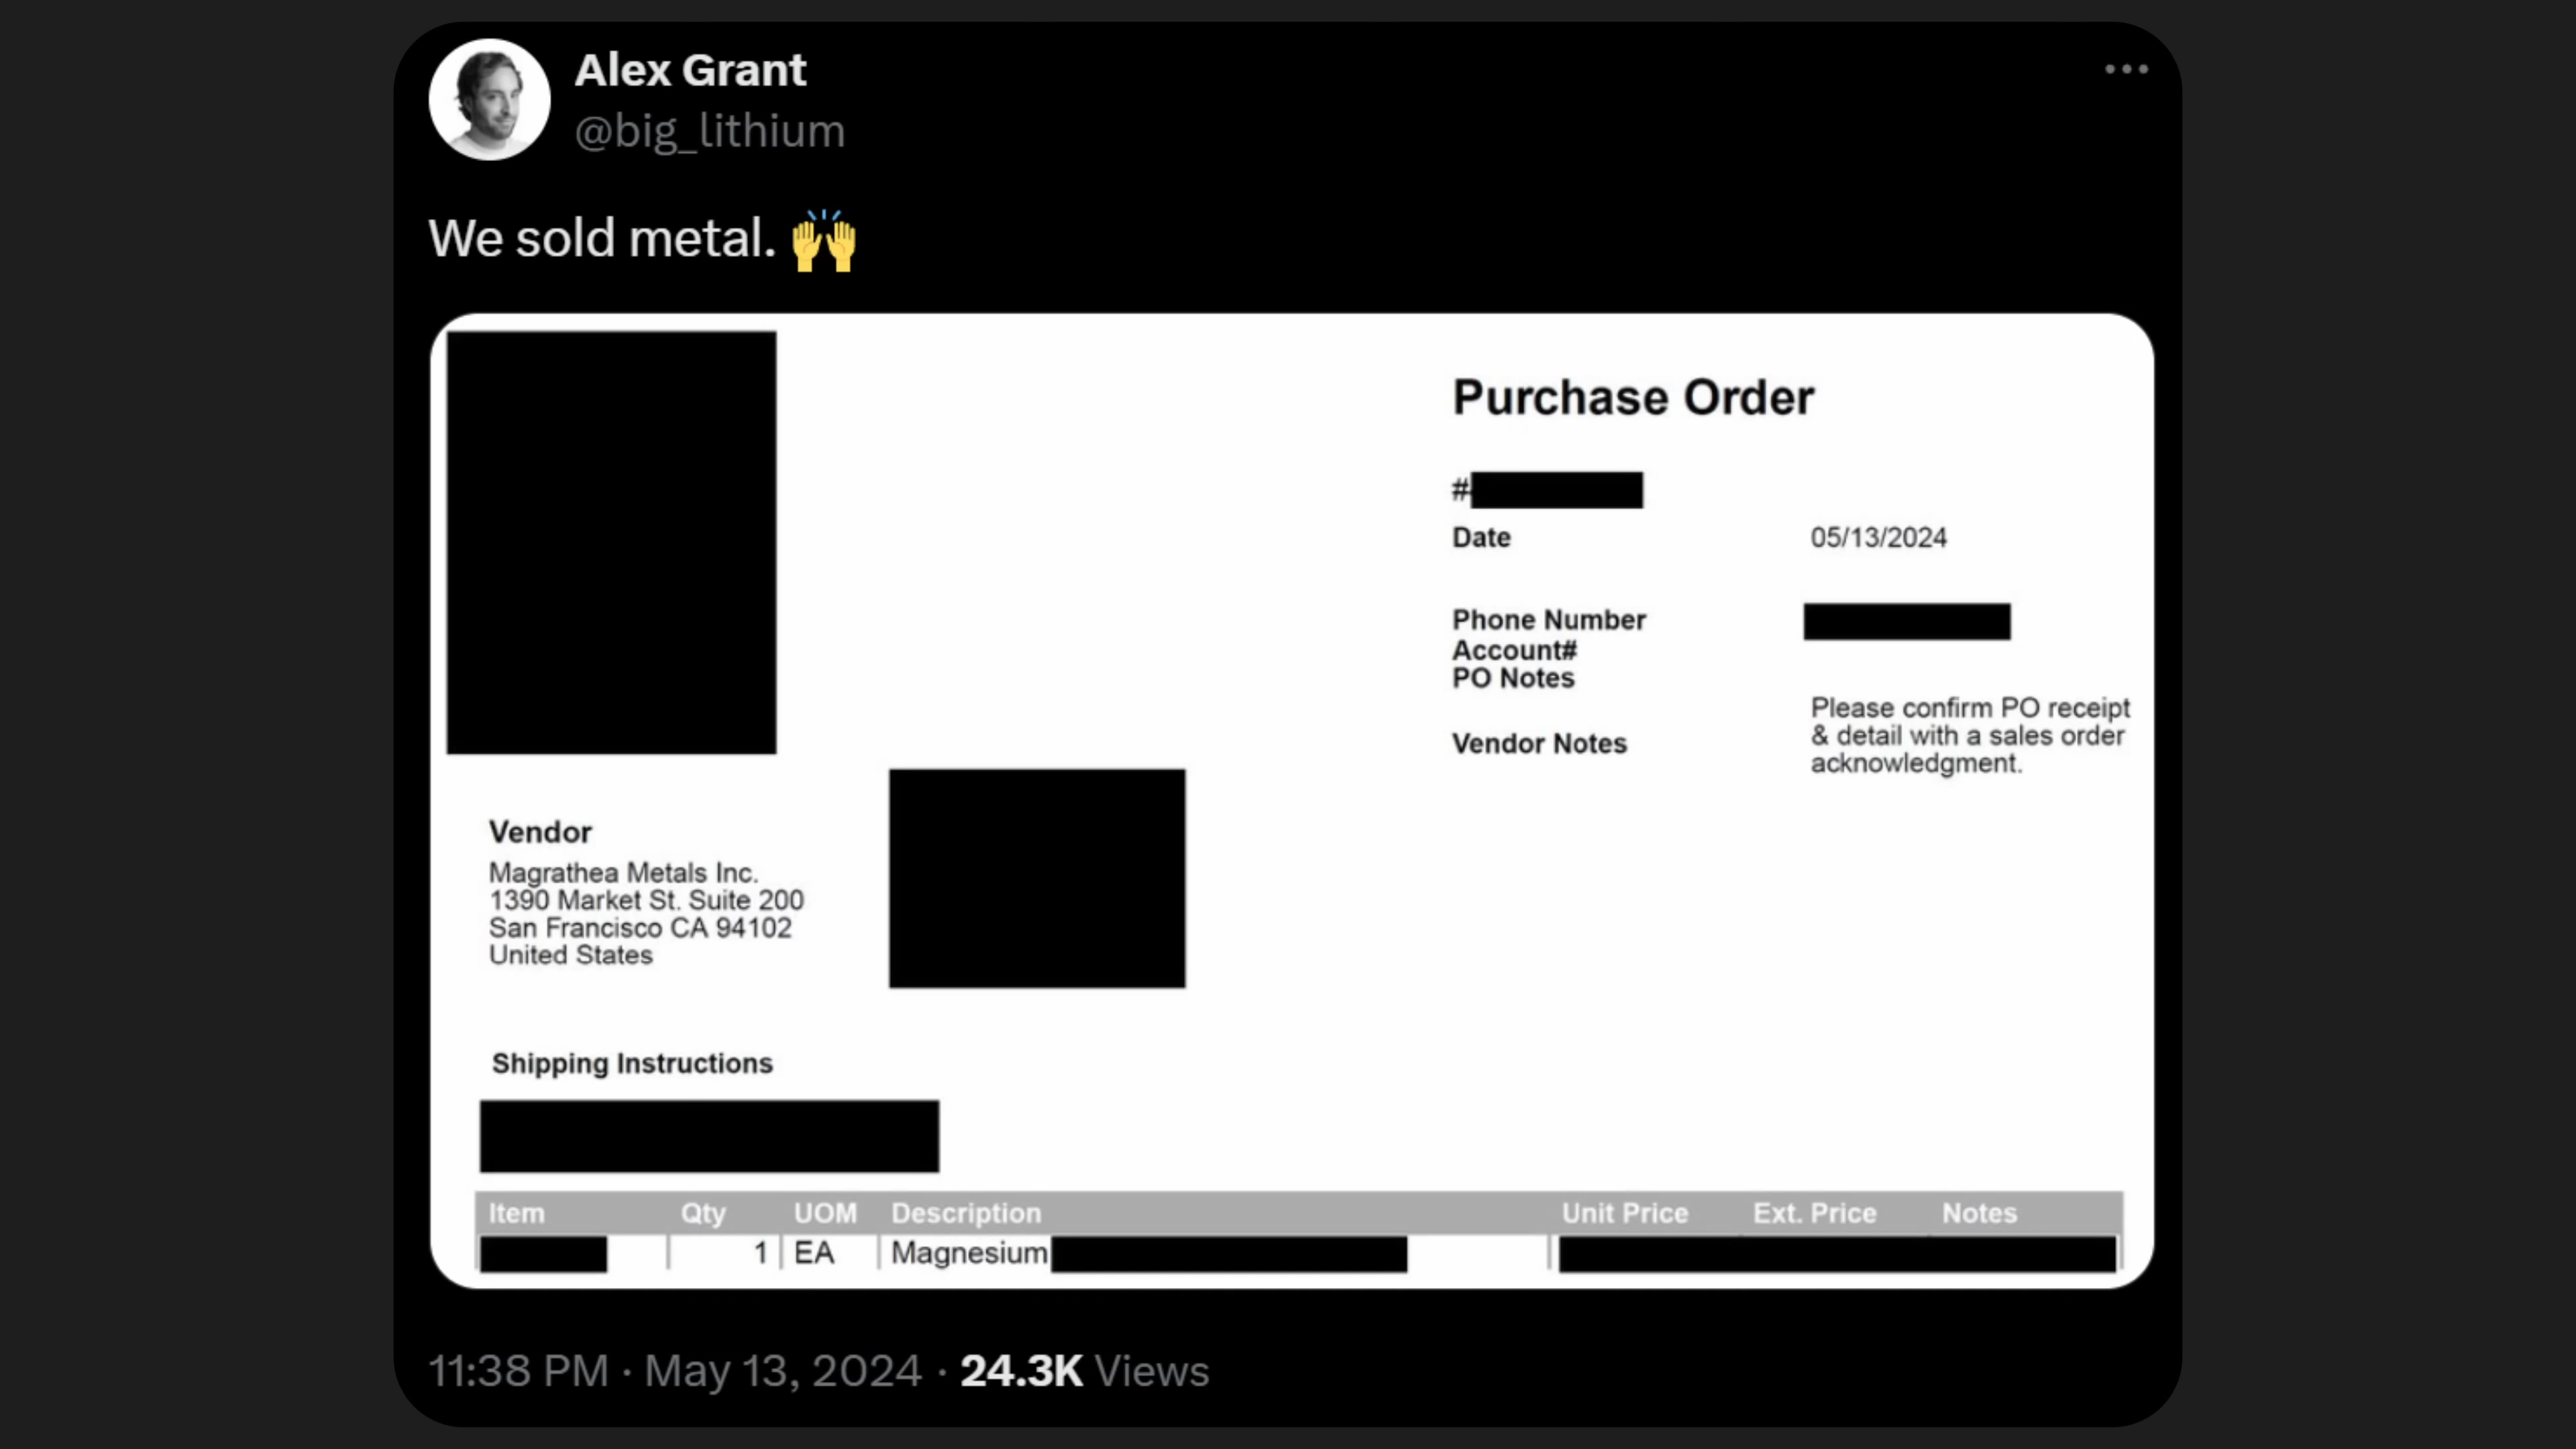 Alex Grant
@big_lithium
We sold metal. 🙌
Purchase Order
#
Date 05/13/2024
Phone Number
Account#
PO Notes
Vendor Notes
Please confirm PO receipt
& detail with a sales order
acknowledgment.
Vendor
Magrathea Metals Inc.
1390 Market St. Suite 200
San Francisco CA 94102
United States
Shipping Instructions
Item Qty UOM Description Unit Price Ext. Price Notes
1 EA Magnesium
11:38 PM · May 13, 2024 · 24.3K Views